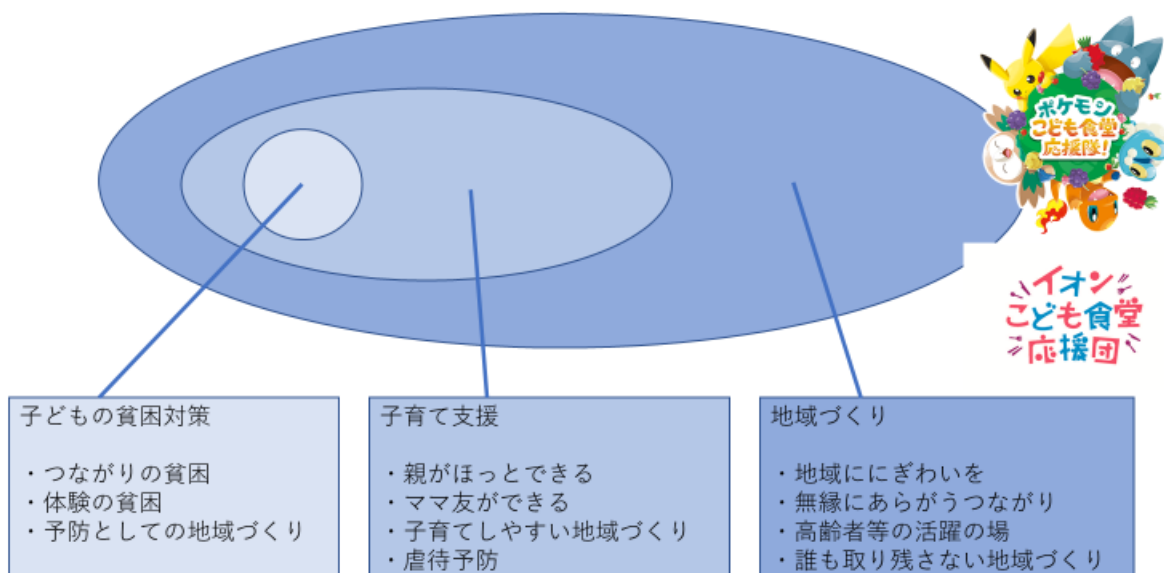 ポケモン
こども食堂
応援隊!
イオン
こども食堂
応援団
子どもの貧困対策
・つながりの貧困
・体験の貧困
・予防としての地域づくり
子育て支援
・親がほっとできる
・ママ友ができる
・子育てしやすい地域づくり
・虐待予防
地域づくり
・地域ににぎわいを
・無縁にあらがうつながり
・高齢者等の活躍の場
・誰も取り残さない地域づくり